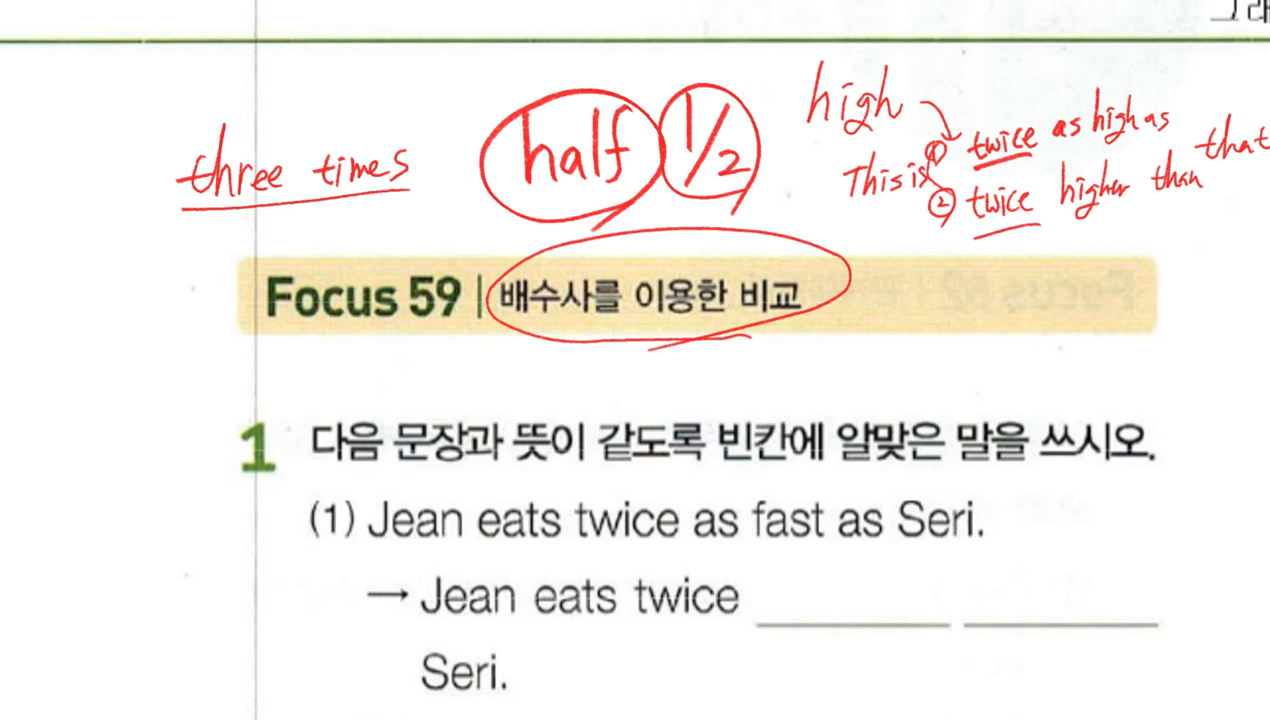 그래
high
three times half 1/2
This is ① twice as high as that
② twice higher than
Focus 59 | 배수사를 이용한 비교
1 다음 문장과 뜻이 같도록 빈칸에 알맞은 말을 쓰시오.
(1) Jean eats twice as fast as Seri.
→ Jean eats twice
Seri.